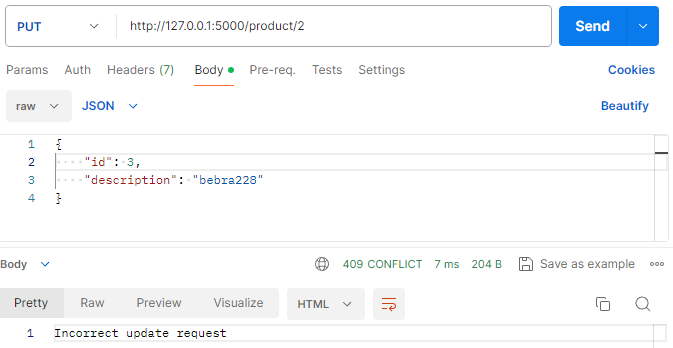 PUT http://127.0.0.1:5000/product/2 Send
Params Auth Headers (7) Body Pre-req. Tests Settings Cookies
raw JSON Beautify
1 {
2 "id": 3,
3 "description": "bebra228"
4 }
Body 409 CONFLICT 7 ms 204 B Save as example
Pretty Raw Preview Visualize HTML
1 Incorrect update request